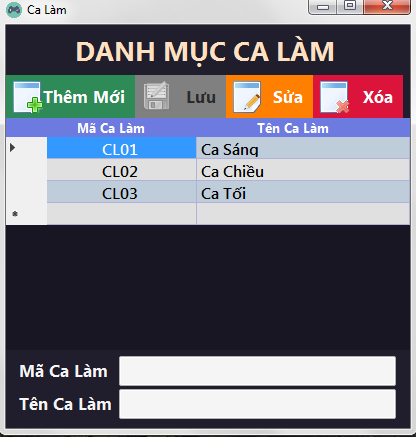 Ca Làm
DANH MỤC CA LÀM
Thêm Mới Lưu Sửa Xóa
Mã Ca Làm Tên Ca Làm
CL01 Ca Sáng
CL02 Ca Chiều
CL03 Ca Tối
Mã Ca Làm
Tên Ca Làm